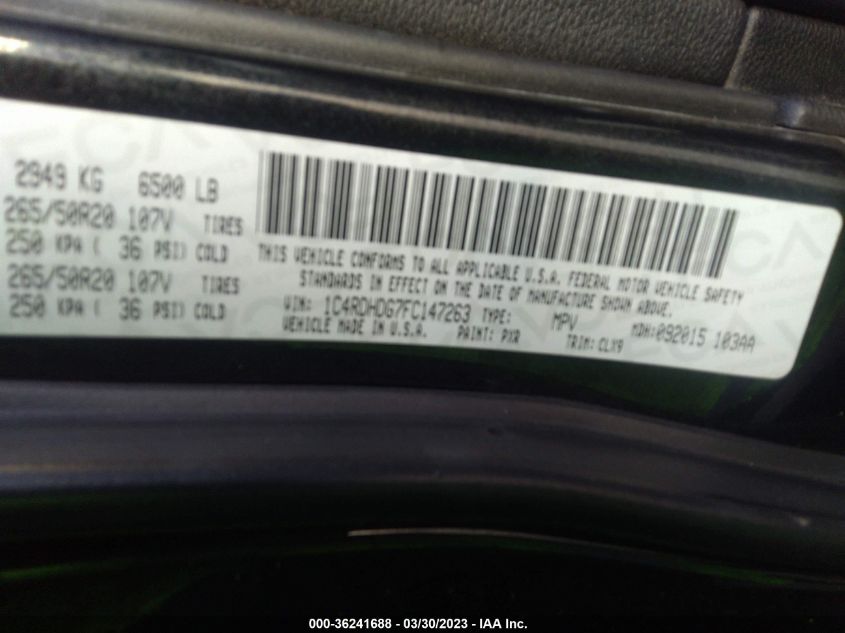 2949 KG 6500 LB
265/50R20 107V TIRES
250 KPA ( 36 PSI) COLD
265/50R20 107V TIRES
250 KPA ( 36 PSI) COLD
THIS VEHICLE CONFORMS TO ALL APPLICABLE U.S.A. FEDERAL MOTOR VEHICLE SAFETY
STANDARDS IN EFFECT ON THE DATE OF MANUFACTURE SHOWN ABOVE.
VIN: 1C4RDHDG7FC147263 TYPE: MPV MDH:092015 103AA
VEHICLE MADE IN U.S.A. PAINT: PXR TRIM: CLX9
000-36241688 - 03/30/2023 - IAA Inc.